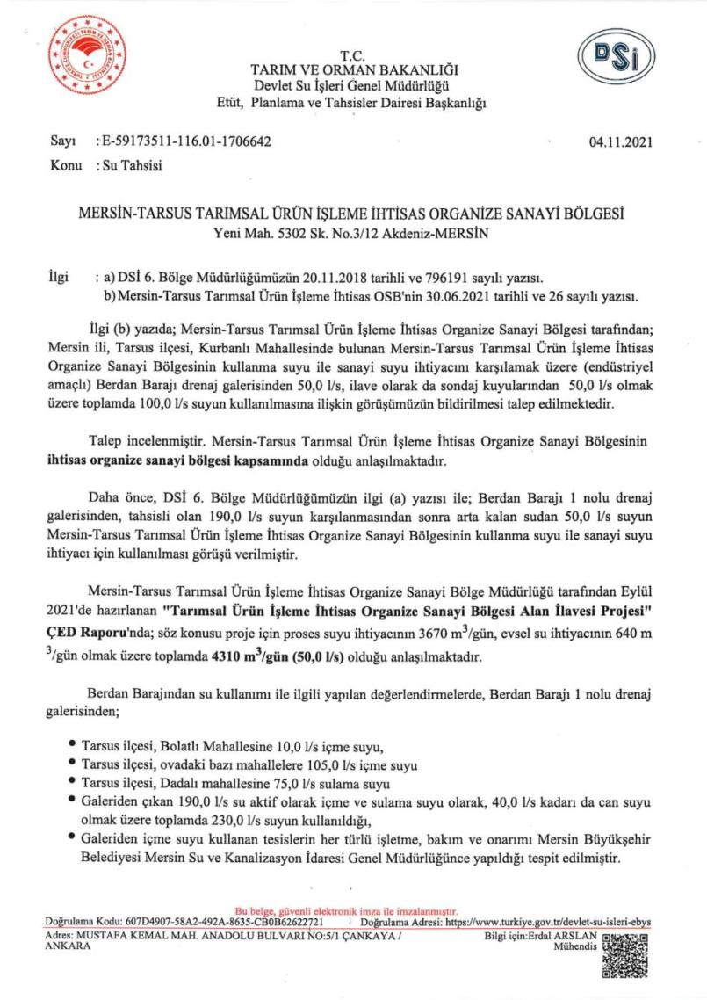 T.C.
TARIM VE ORMAN BAKANLIĞI
Devlet Su İşleri Genel Müdürlüğü
Etüt, Planlama ve Tahsisler Dairesi Başkanlığı
DSİ
Sayı : E-59173511-116.01-1706642 04.11.2021
Konu : Su Tahsisi
MERSİN-TARSUS TARIMSAL ÜRÜN İŞLEME İHTİSAS ORGANİZE SANAYİ BÖLGESİ
Yeni Mah. 5302 Sk. No.3/12 Akdeniz-MERSİN
İlgi : a) DSİ 6. Bölge Müdürlüğümüzün 20.11.2018 tarihli ve 796191 sayılı yazısı.
b) Mersin-Tarsus Tarımsal Ürün İşleme İhtisas OSB'nin 30.06.2021 tarihli ve 26 sayılı yazısı.
İlgi (b) yazıda; Mersin-Tarsus Tarımsal Ürün İşleme İhtisas Organize Sanayi Bölgesi tarafından;
Mersin ili, Tarsus ilçesi, Kurbanlı Mahallesinde bulunan Mersin-Tarsus Tarımsal Ürün İşleme İhtisas
Organize Sanayi Bölgesinin kullanma suyu ile sanayi suyu ihtiyacını karşılamak üzere (endüstriyel
amaçlı) Berdan Barajı drenaj galerisinden 50,0 l/s, ilave olarak da sondaj kuyularından 50,0 l/s olmak
üzere toplamda 100,0 l/s suyun kullanılmasına ilişkin görüşümüzün bildirilmesi talep edilmektedir.
Talep incelenmiştir. Mersin-Tarsus Tarımsal Ürün İşleme İhtisas Organize Sanayi Bölgesinin
ihtisas organize sanayi bölgesi kapsamında olduğu anlaşılmaktadır.
Daha önce, DSİ 6. Bölge Müdürlüğümüzün ilgi (a) yazısı ile; Berdan Barajı 1 nolu drenaj
galerisinden, tahsisli olan 190,0 l/s suyun karşılanmasından sonra arta kalan sudan 50,0 l/s suyun
Mersin-Tarsus Tarımsal Ürün İşleme İhtisas Organize Sanayi Bölgesinin kullanma suyu ile sanayi suyu
ihtiyacı için kullanılması görüşü verilmiştir.
Mersin-Tarsus Tarımsal Ürün İşleme İhtisas Organize Sanayi Bölge Müdürlüğü tarafından Eylül
2021'de hazırlanan "Tarımsal Ürün İşleme İhtisas Organize Sanayi Bölgesi Alan İlavesi Projesi"
ÇED Raporu'nda; söz konusu proje için proses suyu ihtiyacının 3670 m³/gün, evsel su ihtiyacının 640 m
³/gün olmak üzere toplamda 4310 m³/gün (50,0 l/s) olduğu anlaşılmaktadır.
Berdan Barajından su kullanımı ile ilgili yapılan değerlendirmelerde, Berdan Barajı 1 nolu drenaj
galerisinden;
● Tarsus ilçesi, Bolatlı Mahallesine 10,0 l/s içme suyu,
● Tarsus ilçesi, ovadaki bazı mahallelere 105,0 l/s içme suyu
● Tarsus ilçesi, Dadalı mahallesine 75,0 l/s sulama suyu
● Galeriden çıkan 190,0 l/s su aktif olarak içme ve sulama suyu olarak, 40,0 l/s kadarı da can suyu
olmak üzere toplamda 230,0 l/s suyun kullanıldığı,
● Galeriden içme suyu kullanan tesislerin her türlü işletme, bakım ve onarımı Mersin Büyükşehir
Belediyesi Mersin Su ve Kanalizasyon İdaresi Genel Müdürlüğünce yapıldığı tespit edilmiştir.
Bu belge, güvenli elektronik imza ile imzalanmıştır.
Doğrulama Kodu: 607D4907-58A2-492A-8635-CB0B62622721 Doğrulama Adresi: https://www.turkiye.gov.tr/devlet-su-isleri-ebys
Adres: MUSTAFA KEMAL MAH. ANADOLU BULVARI NO:5/1 ÇANKAYA / Bilgi için:Erdal ARSLAN
ANKARA Mühendis